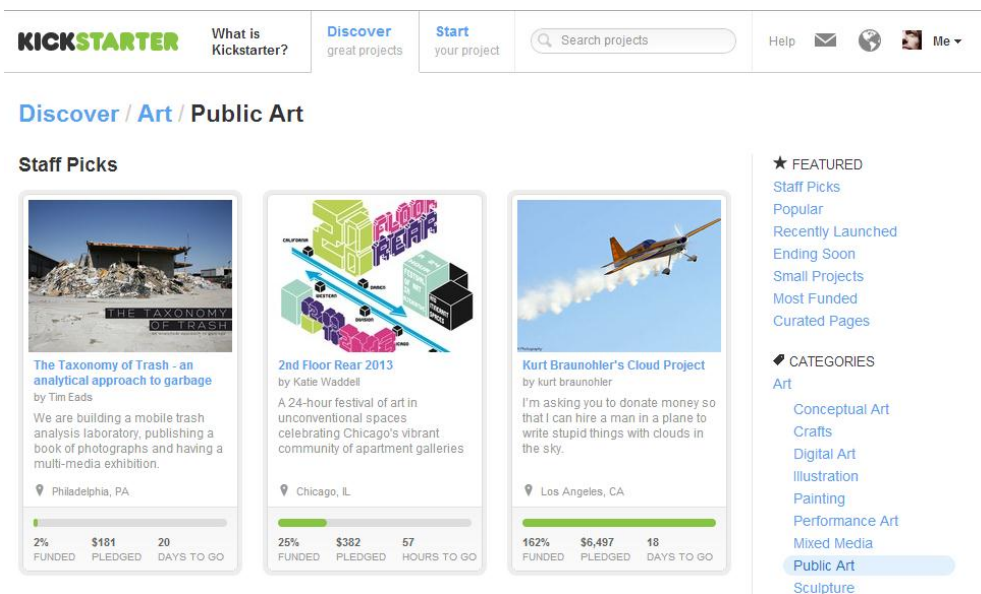 KICKSTARTER
What is
Kickstarter?
Discover
great projects
Start
your project
Search projects
Help
Me
Discover / Art / Public Art
Staff Picks
THE TAXONOMY
OF TRASH
The Taxonomy of Trash - an
analytical approach to garbage
by Tim Eads
We are building a mobile trash
analysis laboratory, publishing a
book of photographs and having a
multi-media exhibition.
Philadelphia, PA
2% $181 20
FUNDED PLEDGED DAYS TO GO
2ND FLOOR
REAR
CALIFORNIA
WESTERN
DAMEN
DIVISION
CHICAGO
2nd Floor Rear 2013
by Katie Waddell
A 24-hour festival of art in
unconventional spaces
celebrating Chicago's vibrant
community of apartment galleries
Chicago, IL
25% $382 57
FUNDED PLEDGED HOURS TO GO
Kurt Braunohler's Cloud Project
by kurt braunohler
I'm asking you to donate money so
that I can hire a man in a plane to
write stupid things with clouds in
the sky.
Los Angeles, CA
162% $6,497 18
FUNDED PLEDGED DAYS TO GO
FEATURED
Staff Picks
Popular
Recently Launched
Ending Soon
Small Projects
Most Funded
Curated Pages
CATEGORIES
Art
Conceptual Art
Crafts
Digital Art
Illustration
Painting
Performance Art
Mixed Media
Public Art
Sculpture